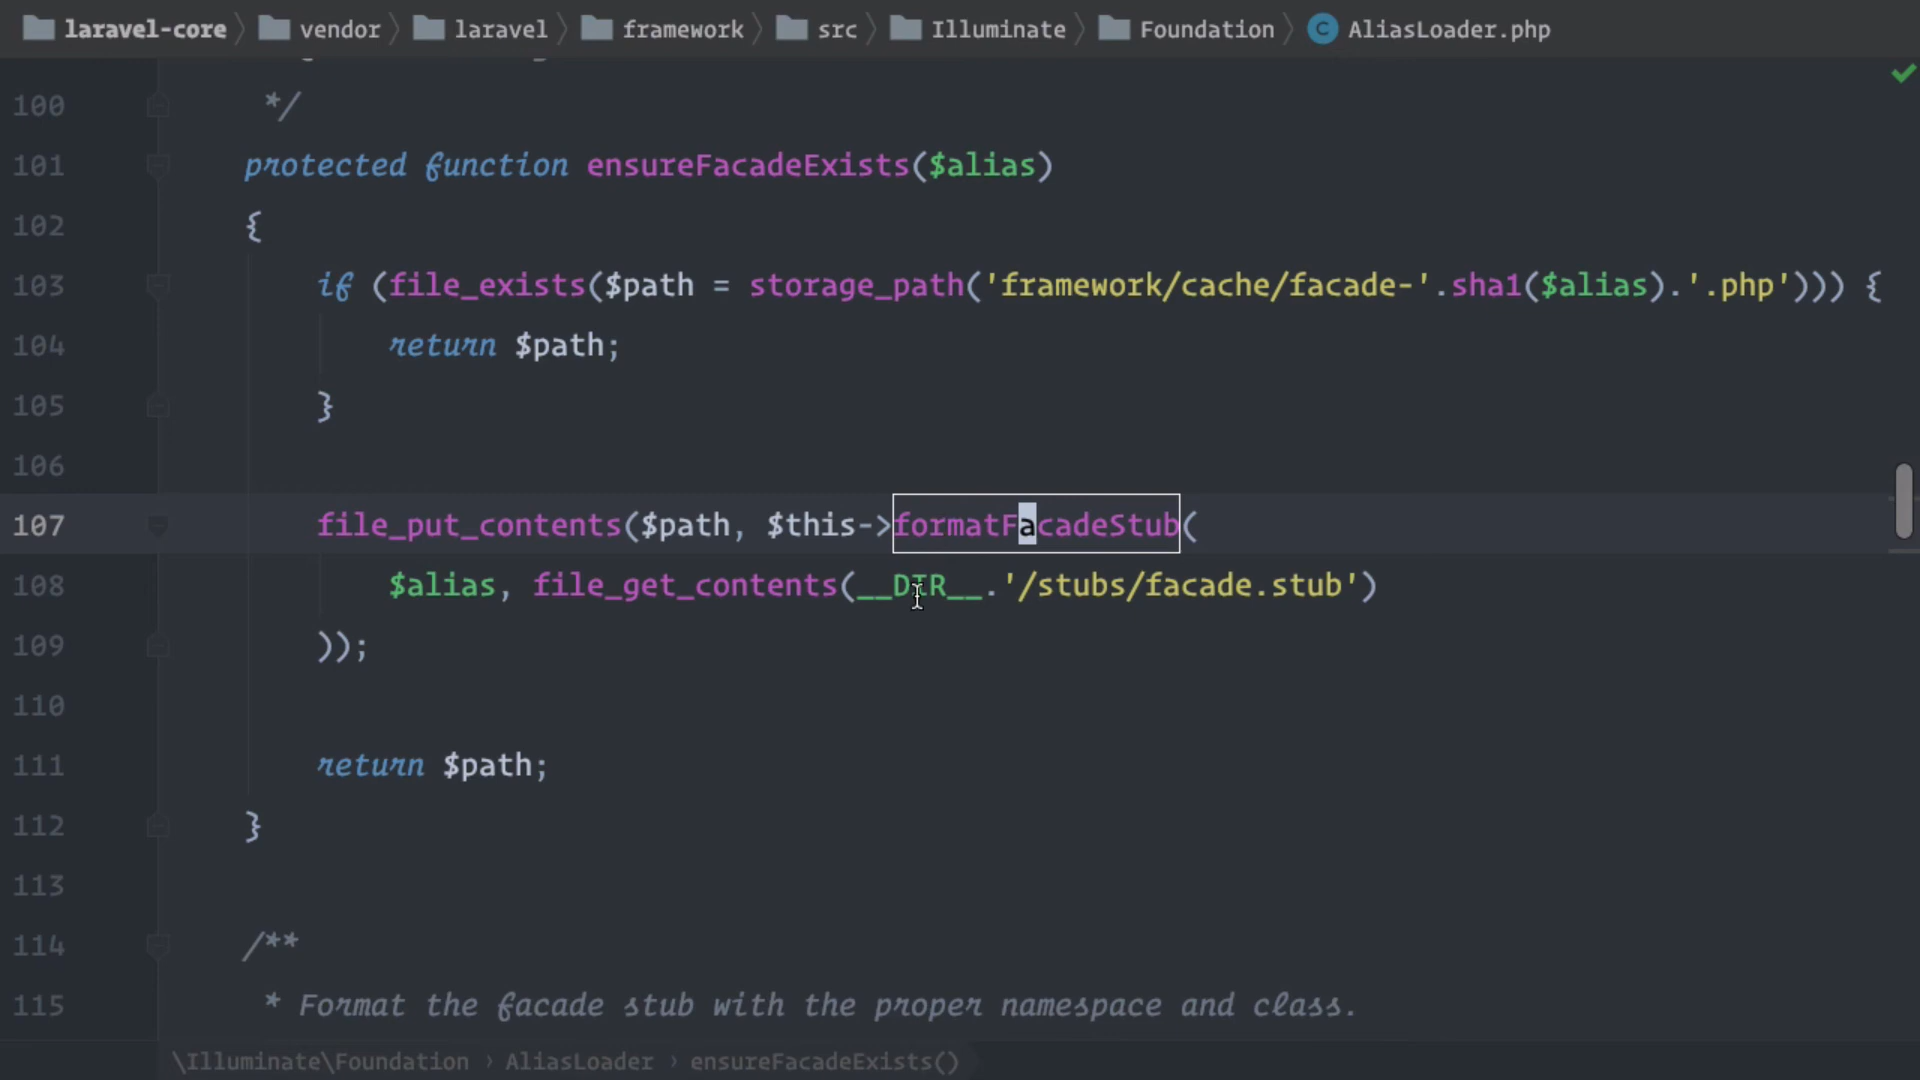 laravel-core vendor laravel framework src Illuminate Foundation AliasLoader.php
100 */
101 protected function ensureFacadeExists($alias)
102 {
103 if (file_exists($path = storage_path('framework/cache/facade-'.sha1($alias).'.php'))) {
104 return $path;
105 }
106
107 file_put_contents($path, $this->formatFacadeStub(
108 $alias, file_get_contents(__DIR__.'/stubs/facade.stub')
109 ));
110
111 return $path;
112 }
113
114 /**
115 * Format the facade stub with the proper namespace and class.
\Illuminate\Foundation › AliasLoader › ensureFacadeExists()